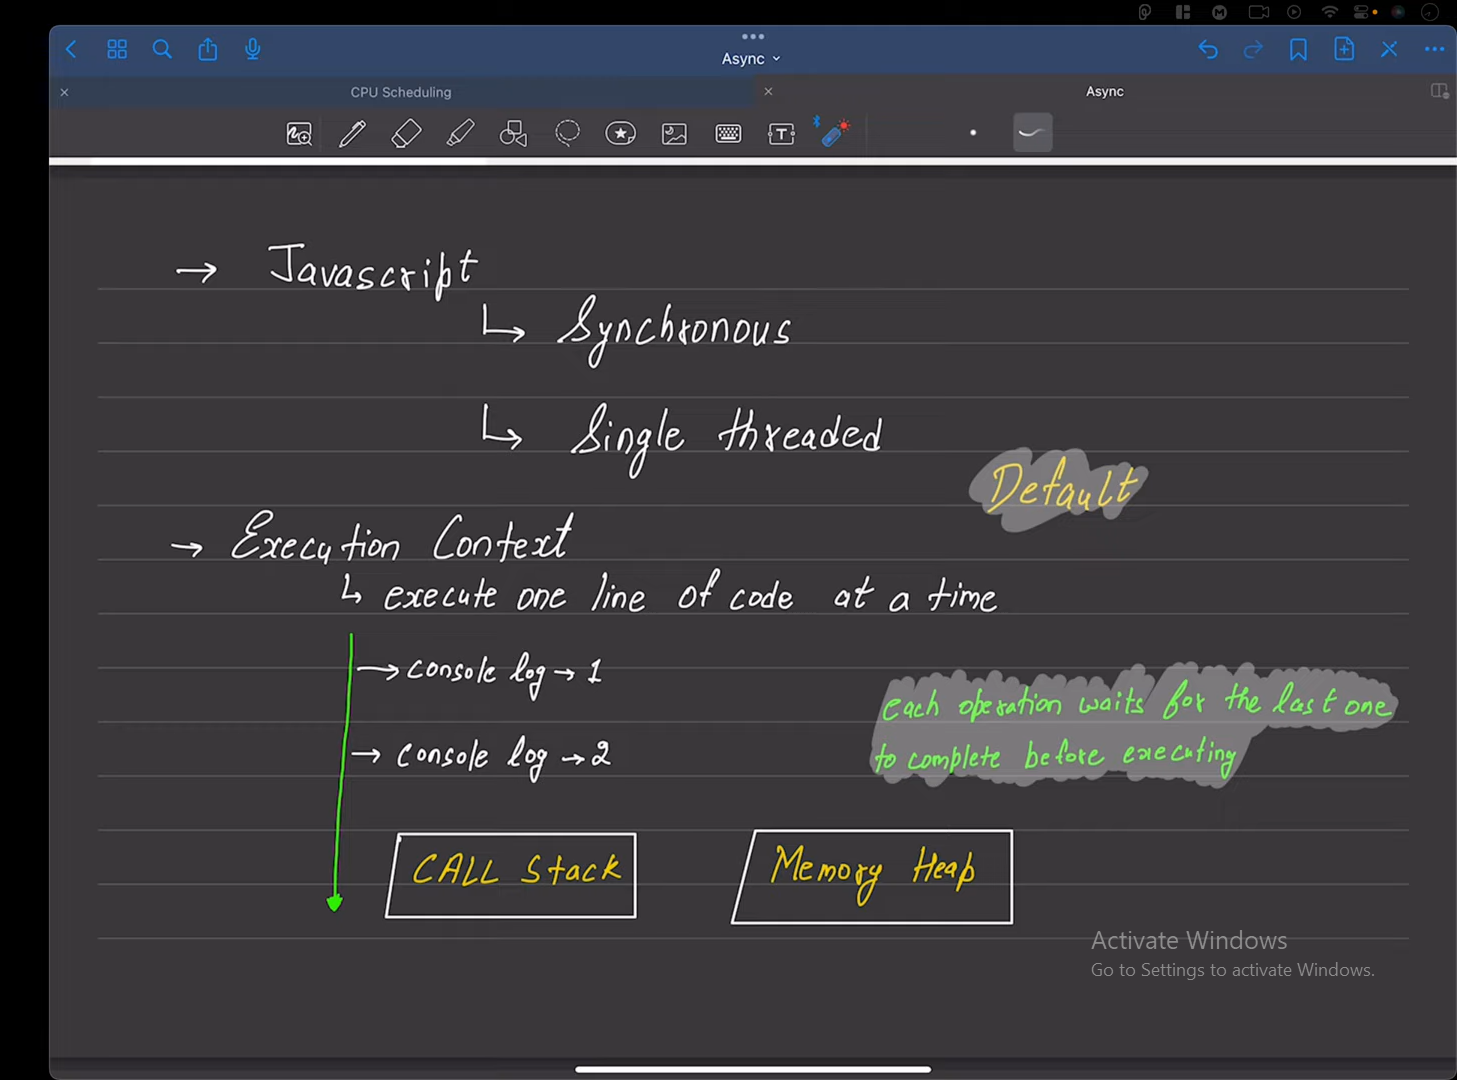 Async
CPU Scheduling
Async
→ Javascript
↳ Synchronous
↳ Single threaded
Default
→ Execution Context
↳ execute one line of code at a time
→ console log → 1
each operation waits for the last one
to complete before executing
→ console log → 2
CALL Stack
Memory Heap
Activate Windows
Go to Settings to activate Windows.